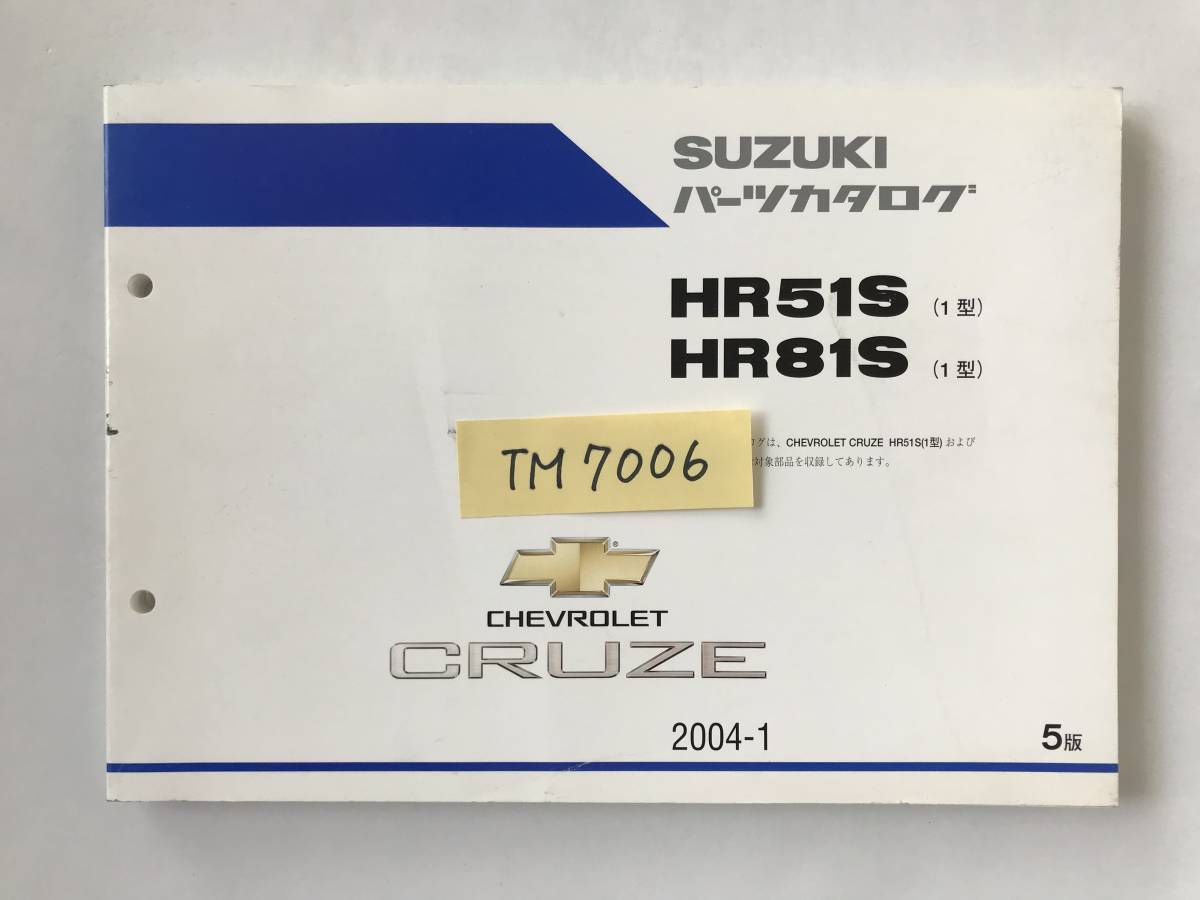 SUZUKI
パーツカタログ
HR51S (1型)
HR81S (1型)
ログは、CHEVROLET CRUZE HR51S(1型) および
対象部品を収録してあります。
TM7006
CHEVROLET
CRUZE
2004-1
5版